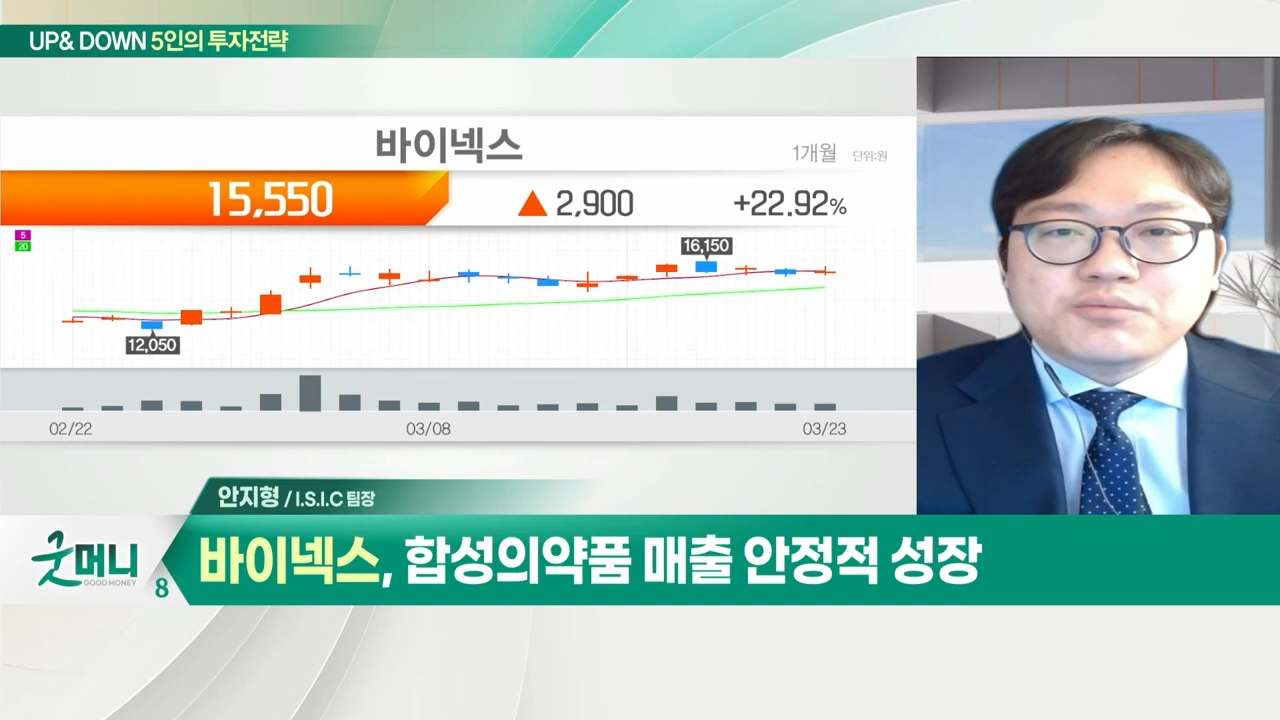 UP& DOWN 5인의 투자전략
바이넥스
1개월 단위:원
15,550 ▲ 2,900 +22.92%
5
20
16,150
12,050
02/22 03/08 03/23
안지형 / I.S.I.C 팀장
굿머니
GOOD MONEY
8
바이넥스, 합성의약품 매출 안정적 성장